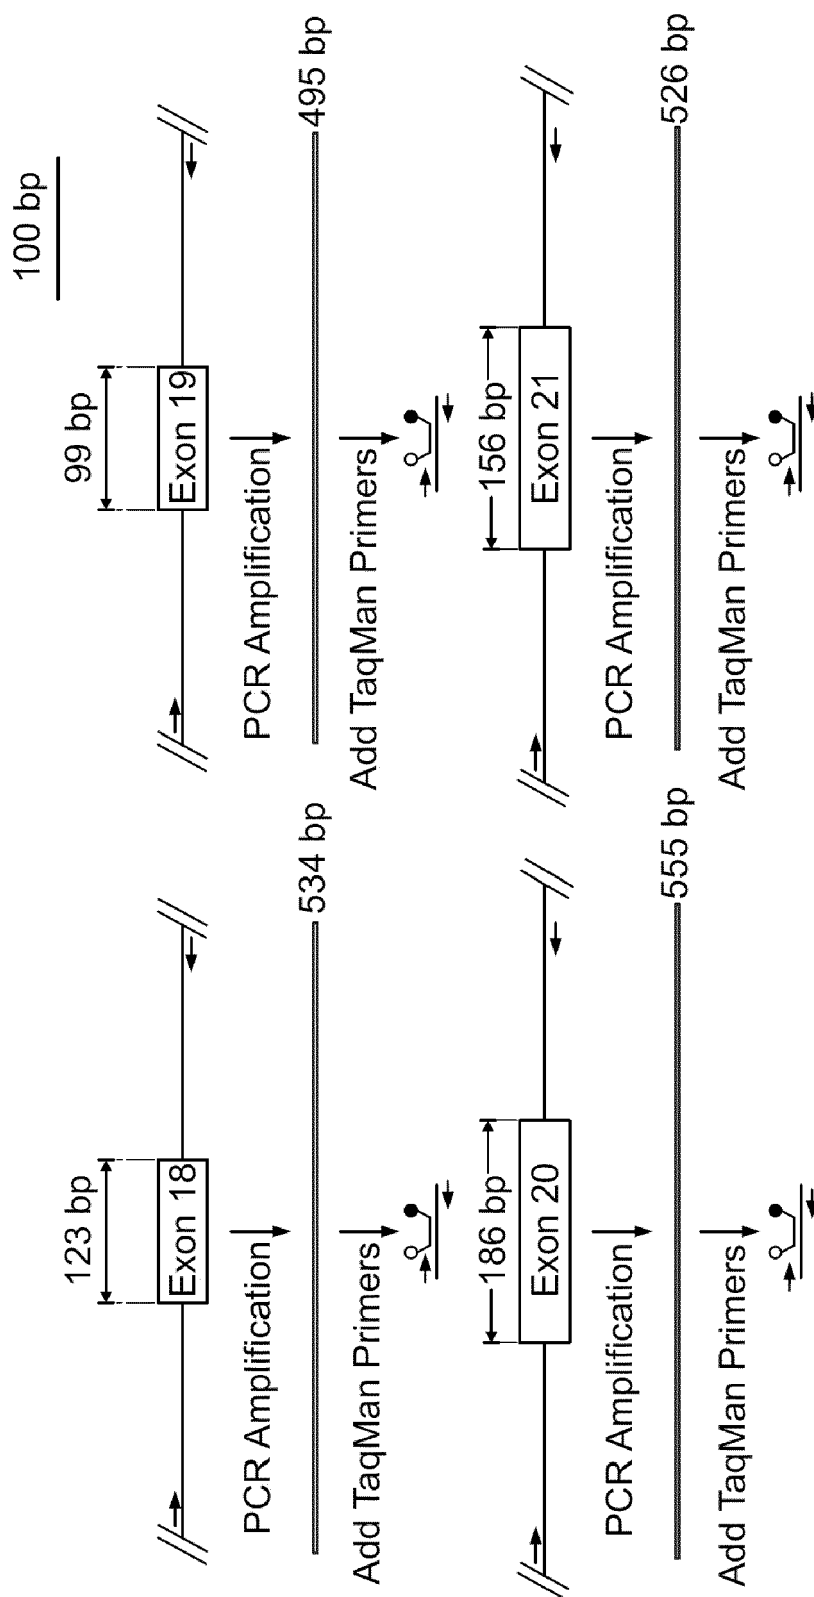 100 bp
123 bp
99 bp
Exon 18
Exon 19
PCR Amplification
PCR Amplification
534 bp
495 bp
Add TaqMan Primers
Add TaqMan Primers
186 bp
156 bp
Exon 20
Exon 21
PCR Amplification
PCR Amplification
555 bp
526 bp
Add TaqMan Primers
Add TaqMan Primers